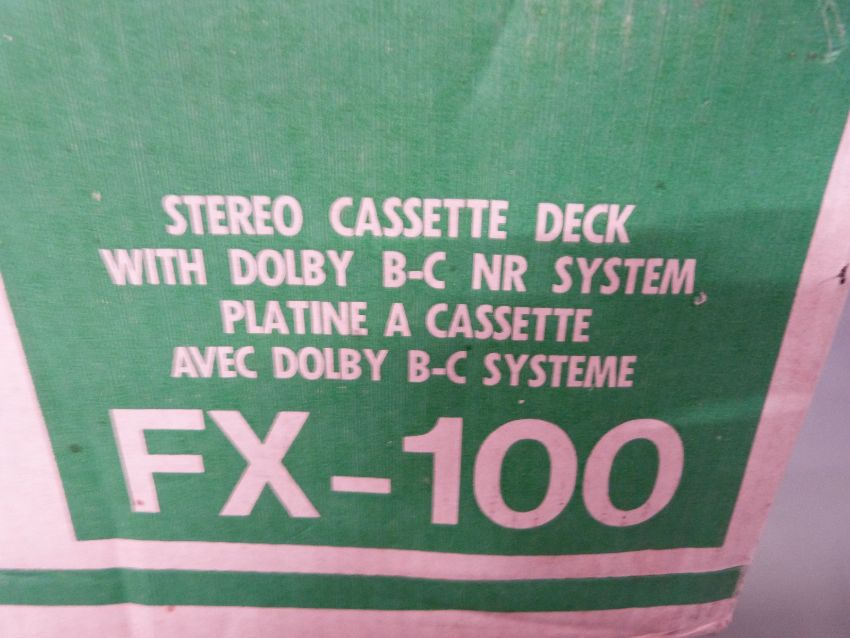 STEREO CASSETTE DECK
WITH DOLBY B-C NR SYSTEM
PLATINE A CASSETTE
AVEC DOLBY B-C SYSTEME
FX-100